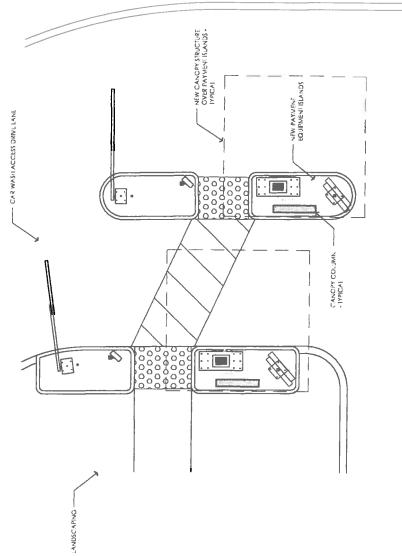 CAR WASH ACCESS DRIVE LANE
NEW CANOPY STRUCTURE
OVER PAYMENT ISLANDS -
TYPICAL
NEW PAYMENT
EQUIPMENT ISLANDS
CANOPY COLUMN
- TYPICAL
LANDSCAPING